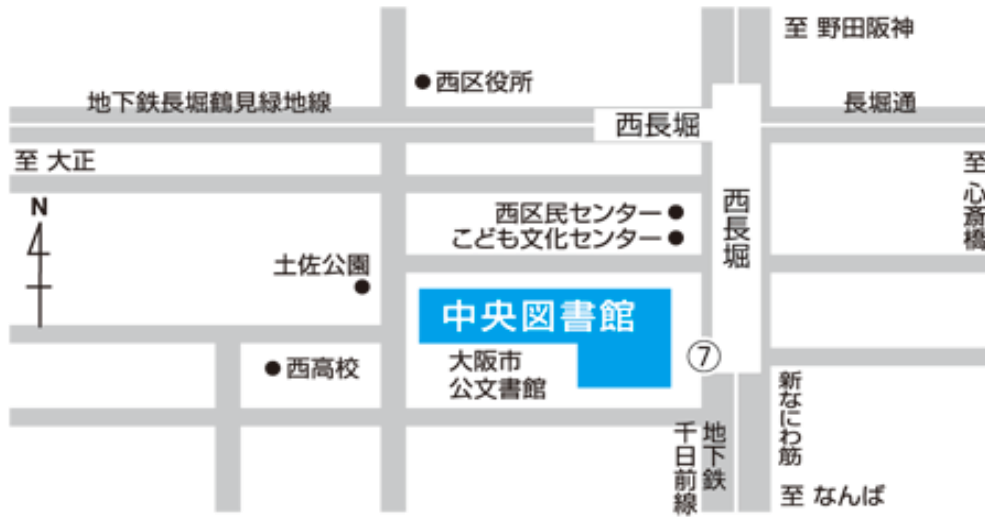 至 野田阪神
西区役所
地下鉄長堀鶴見緑地線
長堀通
西長堀
至 大正
至 心斎橋
N
西区民センター
西長堀
こども文化センター
土佐公園
中央図書館
大阪市
公文書館
⑦
西高校
新なにわ筋
地下鉄
千日前線
至 なんば